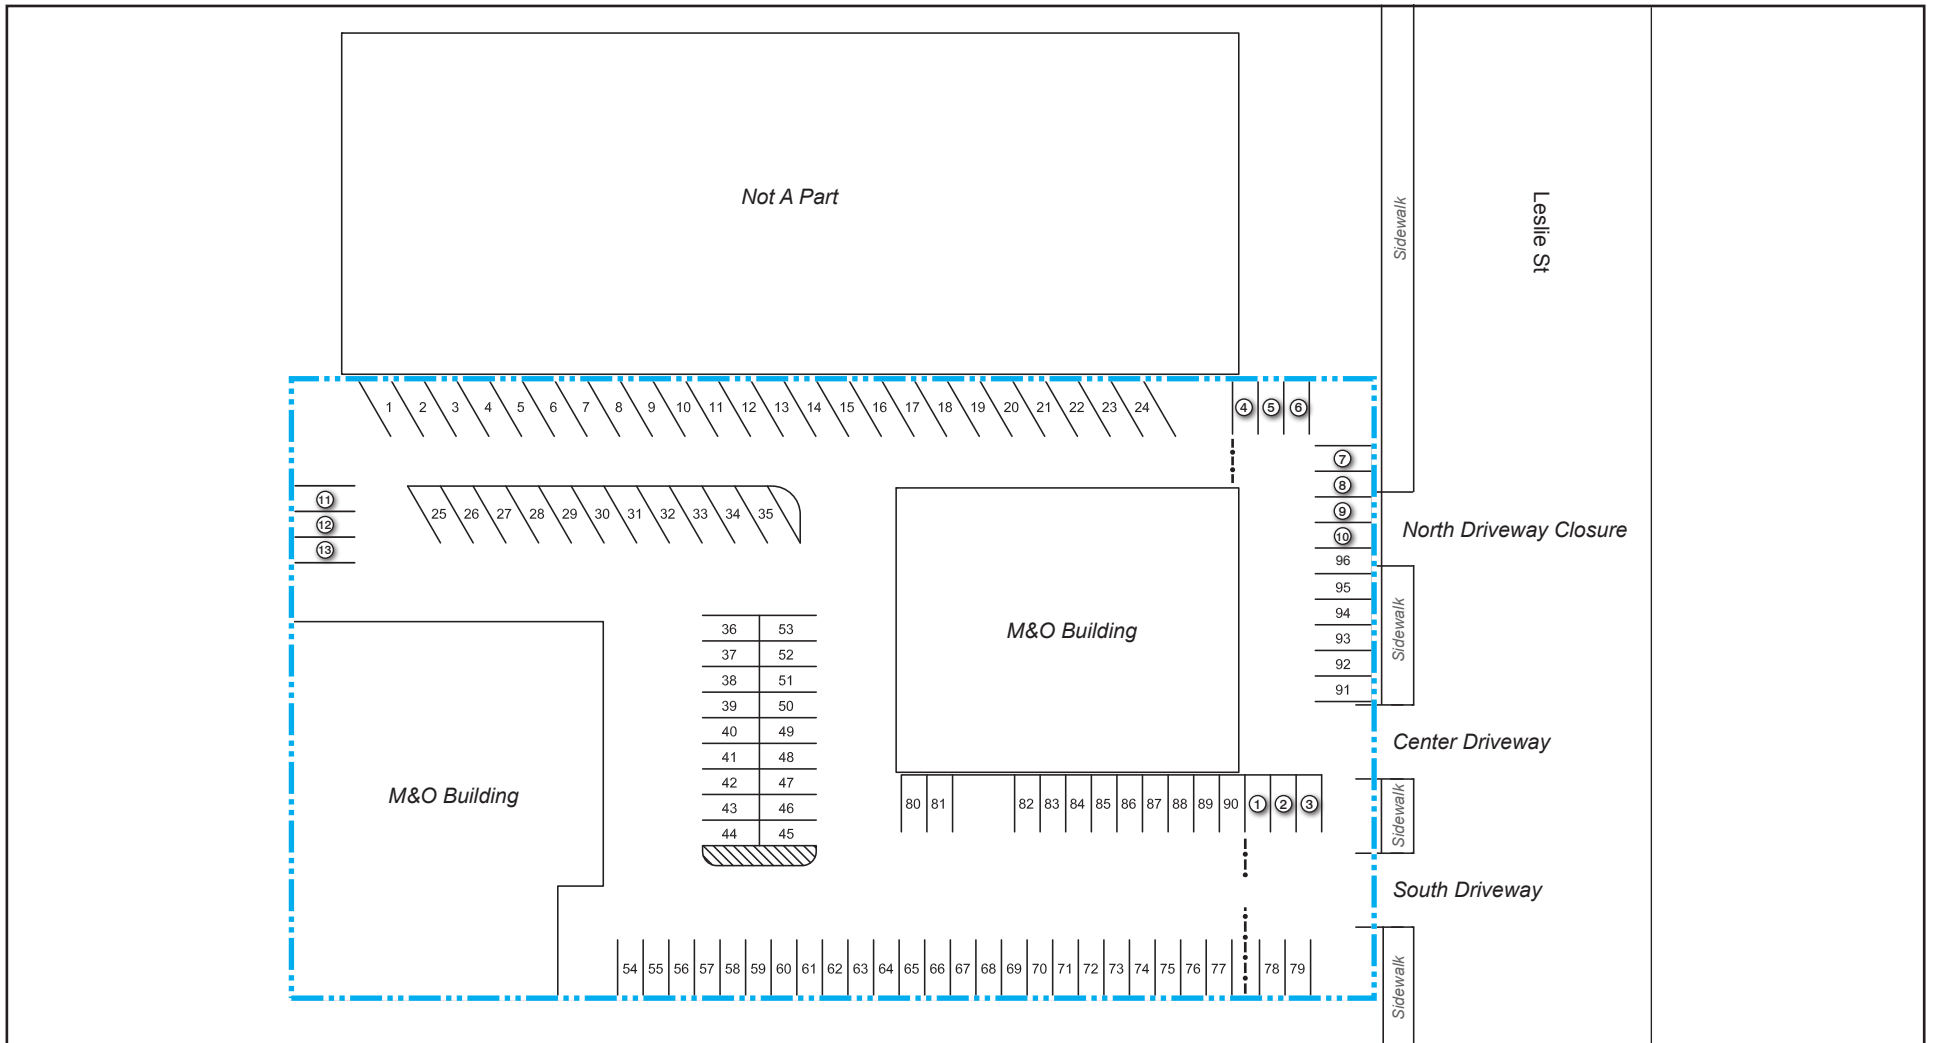 Not A Part
Sidewalk
Leslie St
1 2 3 4 5 6 7 8 9 10 11 12 13 14 15 16 17 18 19 20 21 22 23 24 4 5 6
7
8
9
10
96
95
94
93
92
91
11
12
13
25 26 27 28 29 30 31 32 33 34 35
North Driveway Closure
Sidewalk
M&O Building
36 53
37 52
38 51
39 50
40 49
41 48
42 47
43 46
44 45
Center Driveway
M&O Building
80 81 82 83 84 85 86 87 88 89 90 1 2 3
Sidewalk
South Driveway
54 55 56 57 58 59 60 61 62 63 64 65 66 67 68 69 70 71 72 73 74 75 76 77 78 79
Sidewalk